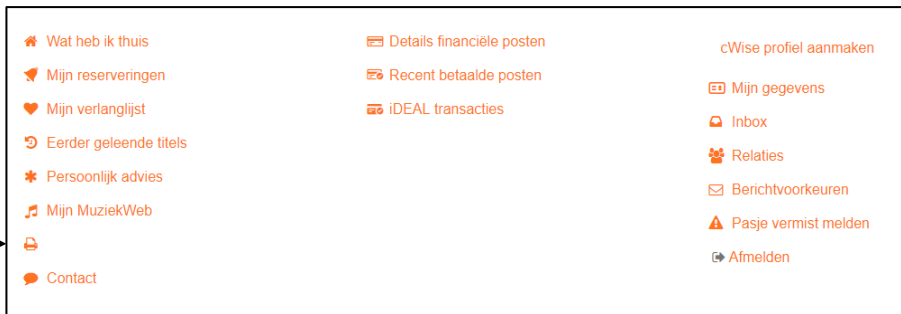 Wat heb ik thuis
Mijn reserveringen
Mijn verlanglijst
Eerder geleende titels
Persoonlijk advies
Mijn MuziekWeb
Contact
Details financiële posten
Recent betaalde posten
iDEAL transacties
cWise profiel aanmaken
Mijn gegevens
Inbox
Relaties
Berichtvoorkeuren
Pasje vermist melden
Afmelden